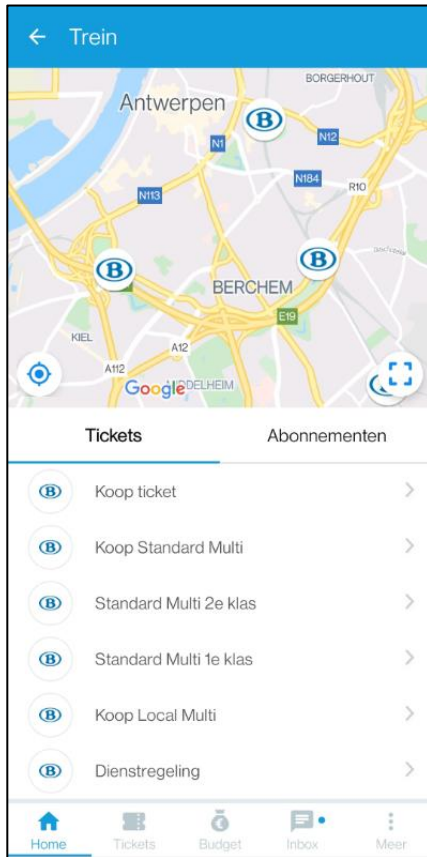 Trein
BORGERHOUT
Antwerpen
B
N1
N12
N184
R10
N113
B
B
BERCHEM
E19
KIEL
A12
A112
Google
DELHEIM
Tickets
Abonnementen
B Koop ticket
B Koop Standard Multi
B Standard Multi 2e klas
B Standard Multi 1e klas
B Koop Local Multi
B Dienstregeling
Home
Tickets
Budget
Inbox
Meer